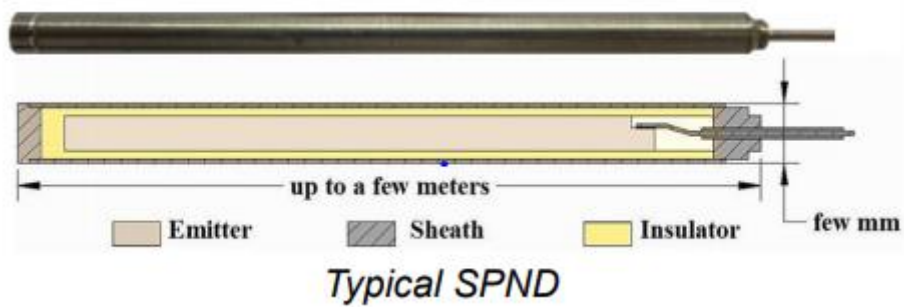 up to a few meters
few mm
Emitter Sheath Insulator
Typical SPND